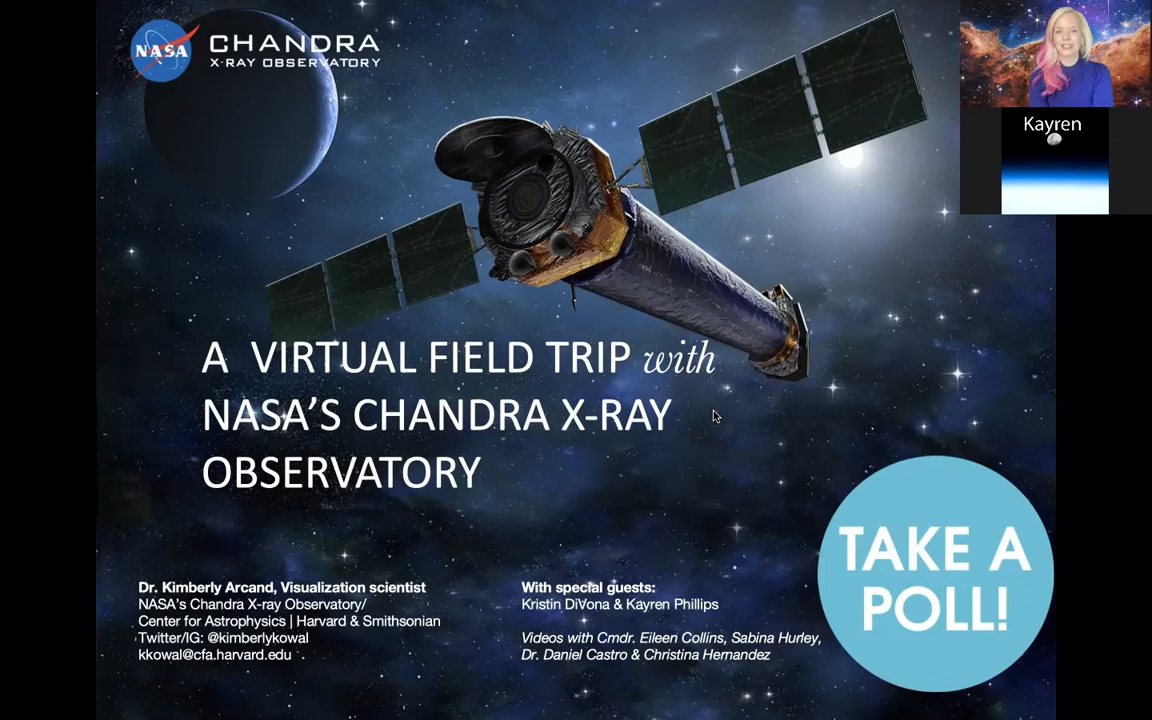 NASA
CHANDRA
X-RAY OBSERVATORY
Kayren
A VIRTUAL FIELD TRIP with
NASA'S CHANDRA X-RAY
OBSERVATORY
TAKE A
POLL!
Dr. Kimberly Arcand, Visualization scientist
NASA's Chandra X-ray Observatory/
Center for Astrophysics | Harvard & Smithsonian
Twitter/IG: @kimberlykowal
kkowal@cfa.harvard.edu
With special guests:
Kristin DiVona & Kayren Phillips
Videos with Cmdr. Eileen Collins, Sabina Hurley,
Dr. Daniel Castro & Christina Hernandez